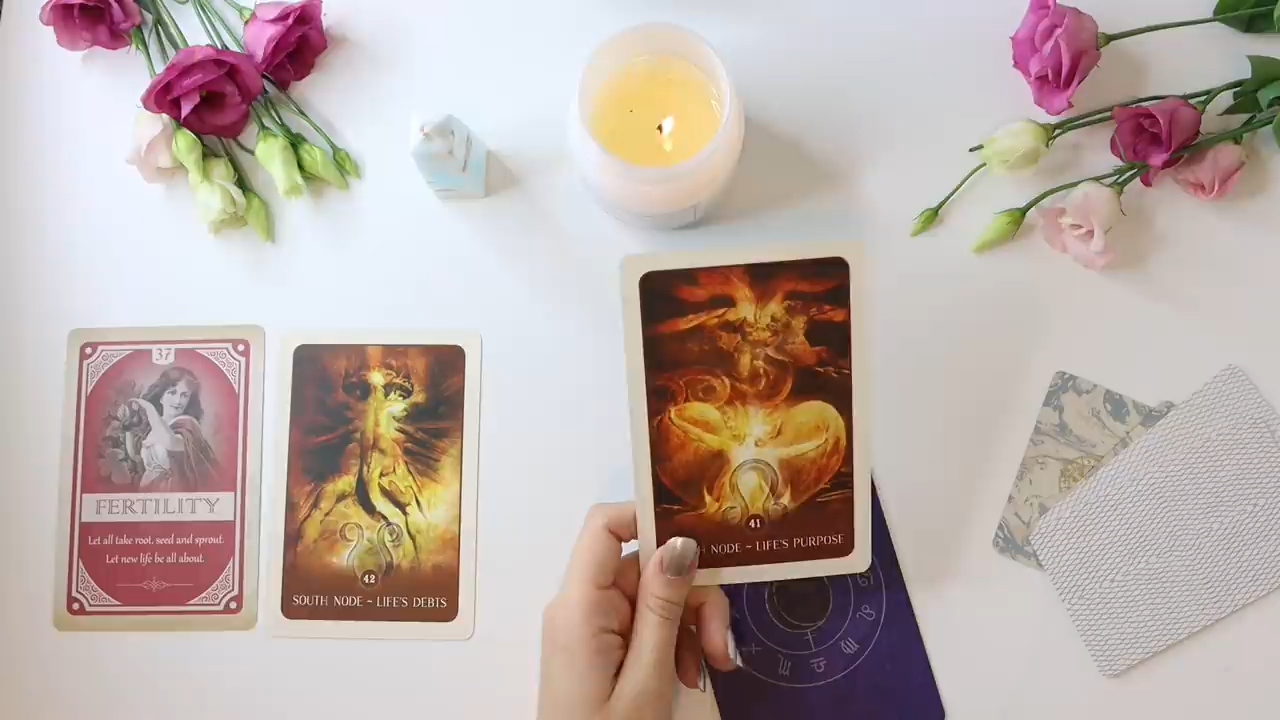 37
FERTILITY
Let all take root, seed and sprout.
Let new life be all about.
42
SOUTH NODE ~ LIFE'S DEBTS
41
H NODE ~ LIFE'S PURPOSE